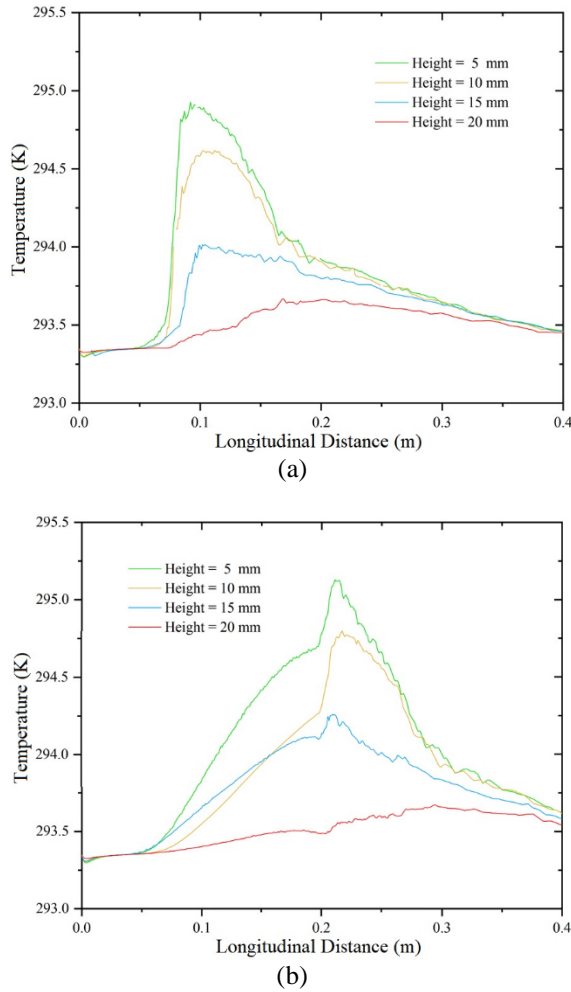 295.5
295.0
294.5
294.0
293.5
293.0
Temperature (K)
Height = 5 mm
Height = 10 mm
Height = 15 mm
Height = 20 mm
0.0 0.1 0.2 0.3 0.4
Longitudinal Distance (m)
(a)
295.5
295.0
294.5
294.0
293.5
293.0
Temperature (K)
Height = 5 mm
Height = 10 mm
Height = 15 mm
Height = 20 mm
0.0 0.1 0.2 0.3 0.4
Longitudinal Distance (m)
(b)